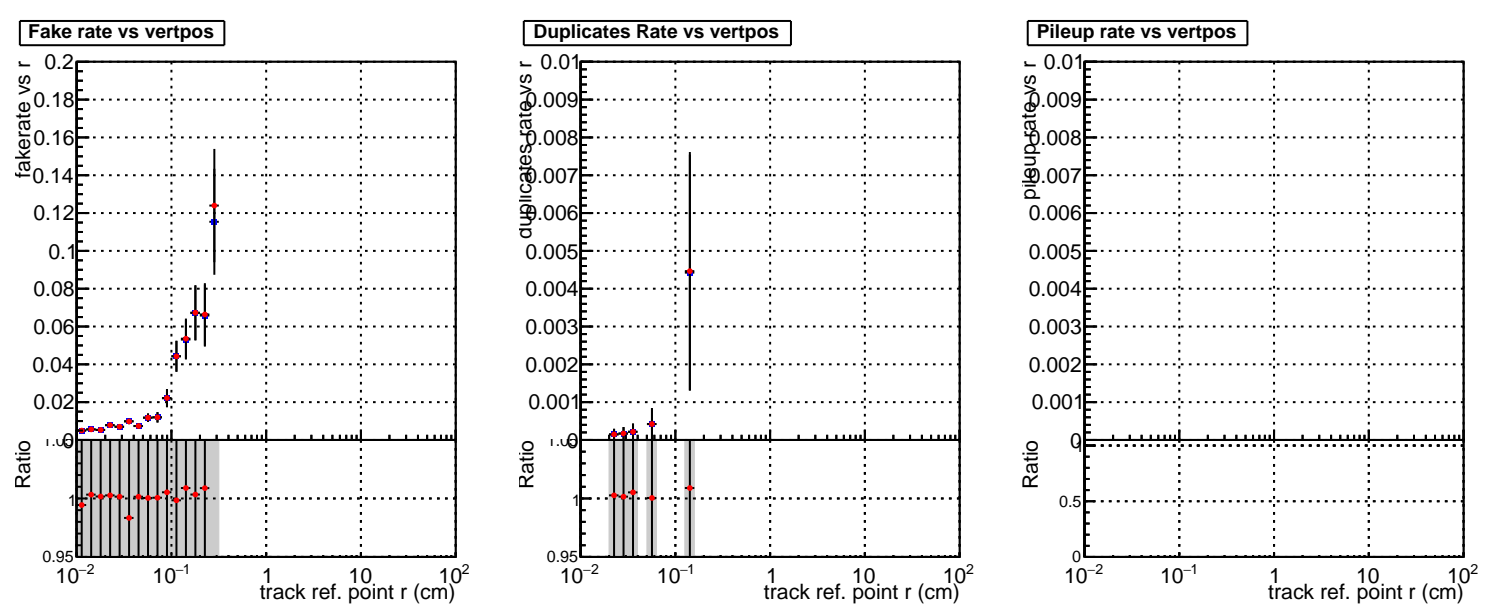 Fake rate vs vertpos
fakerate vs r
0.2
0.18
0.16
0.14
0.12
0.1
0.08
0.06
0.04
0.02
0
Ratio
1
0.95
10⁻² 10⁻¹ 1 10 10²
track ref. point r (cm)
Duplicates Rate vs vertpos
duplicates rate vs r
0.01
0.009
0.008
0.007
0.006
0.005
0.004
0.003
0.002
0.001
0
Ratio
1
0.95
10⁻² 10⁻¹ 1 10 10²
track ref. point r (cm)
Pileup rate vs vertpos
pileup rate vs r
0.01
0.009
0.008
0.007
0.006
0.005
0.004
0.003
0.002
0.001
0
Ratio
1
0.5
0
10⁻² 10⁻¹ 1 10 10²
track ref. point r (cm)